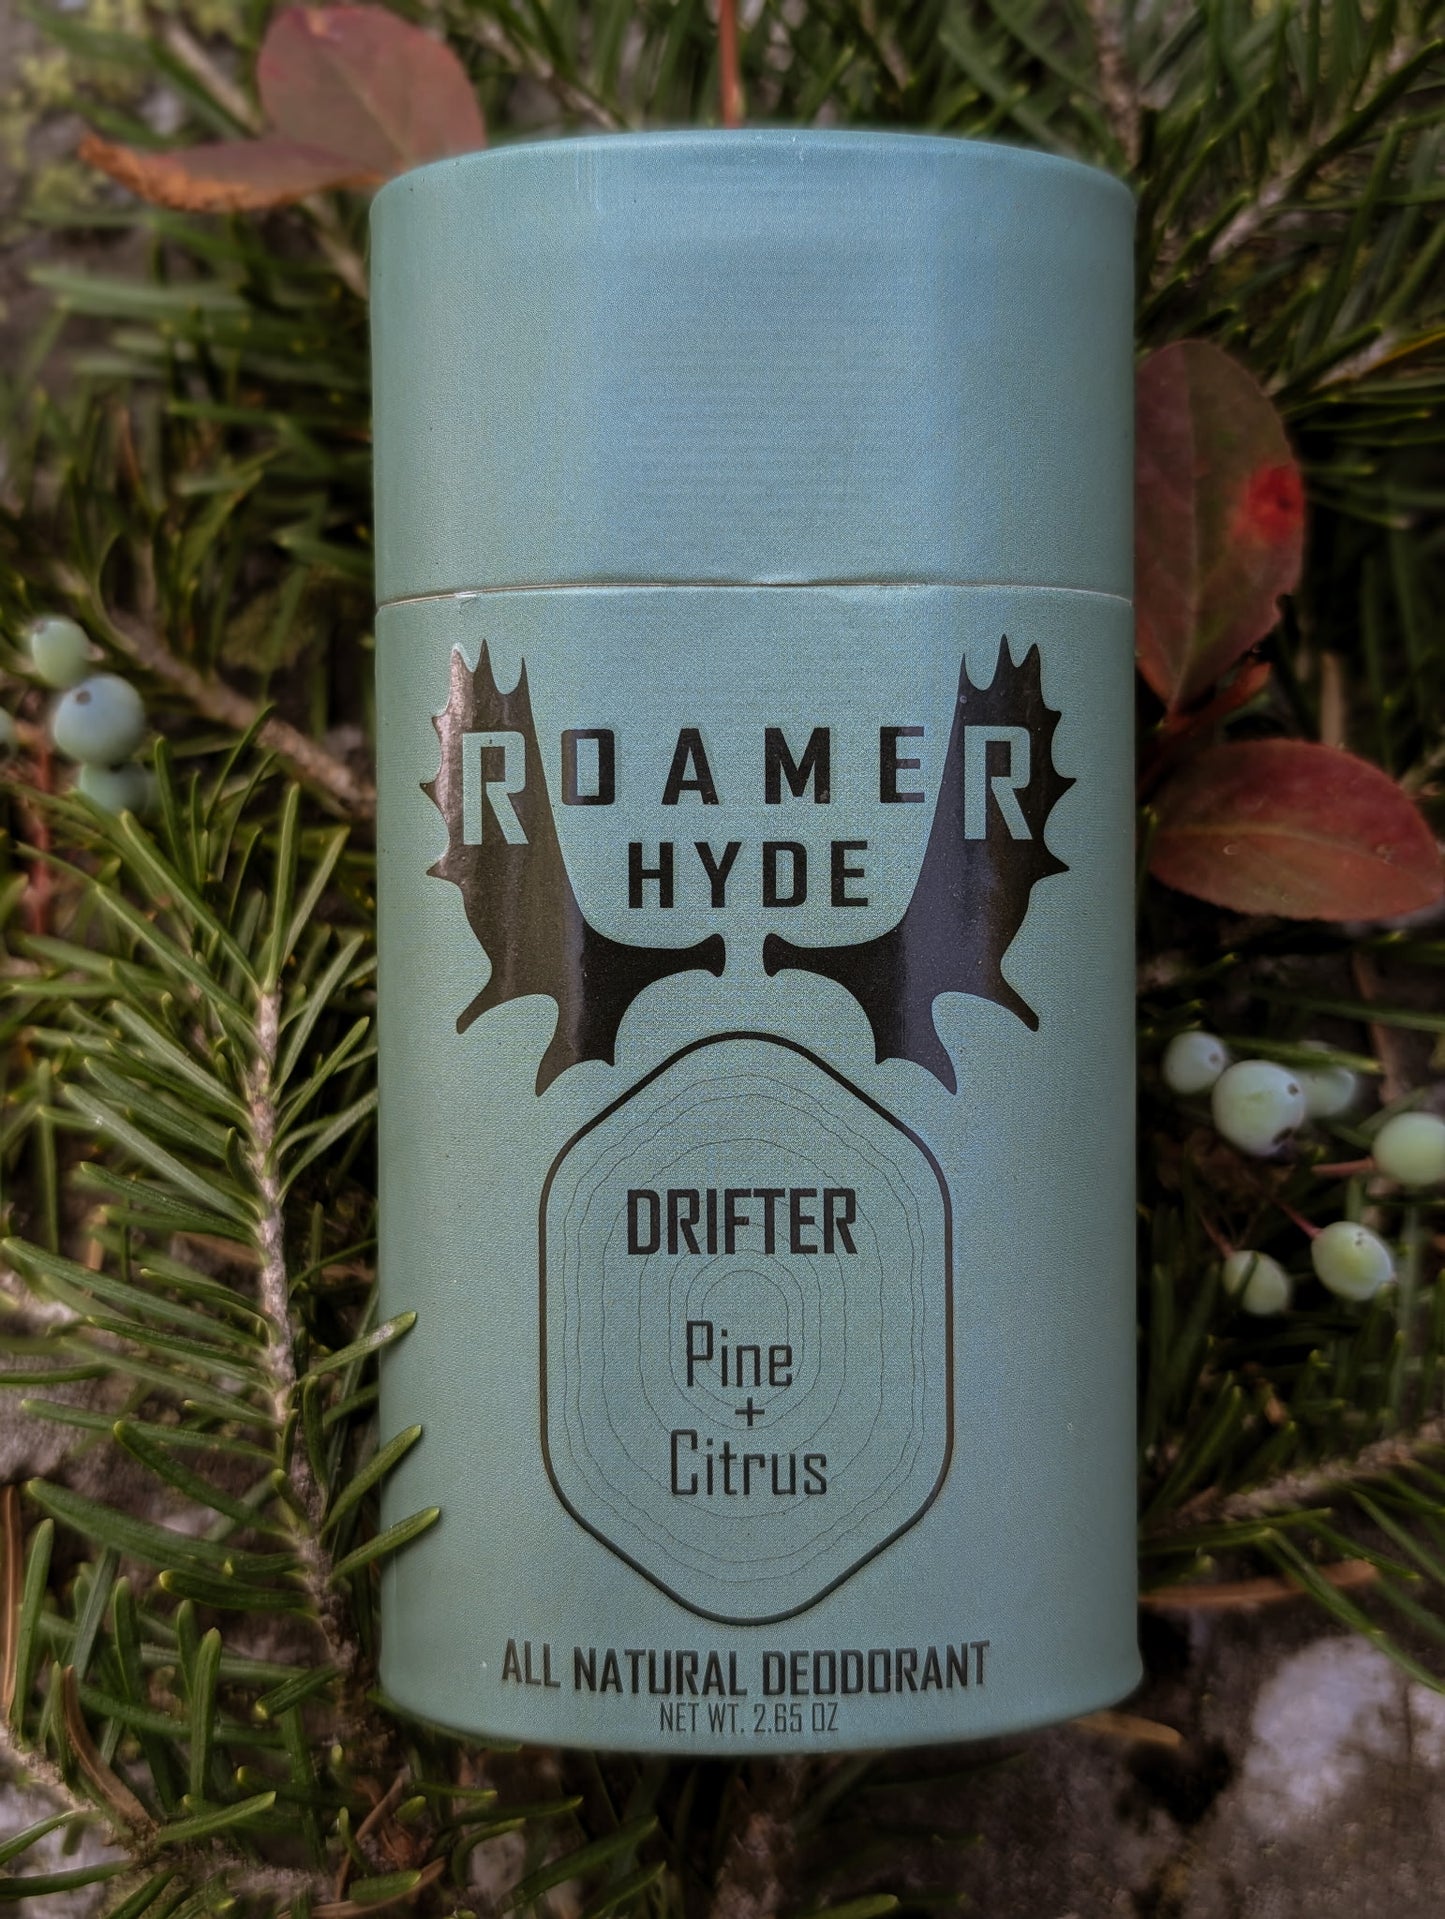 ROAMER
HYDE
DRIFTER
Pine
+
Citrus
ALL NATURAL DEODORANT
NET WT. 2.65 OZ